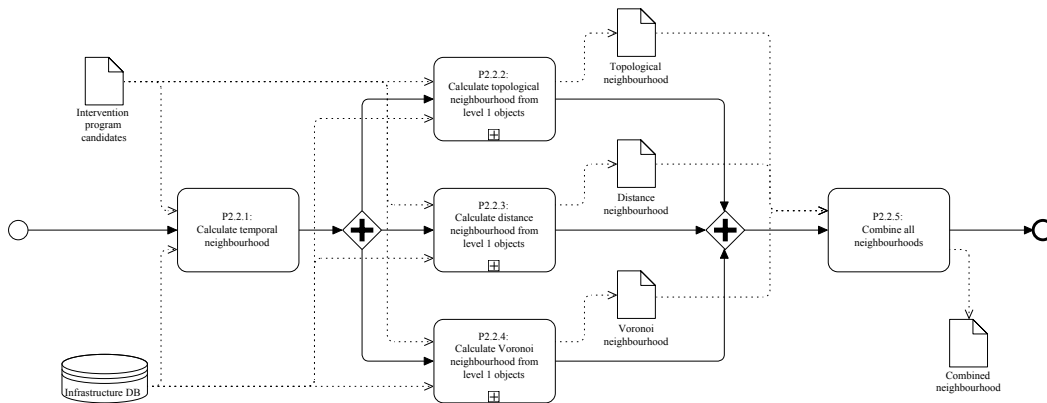 Intervention
program
candidates
Infrastructure DB
P2.2.1:
Calculate temporal
neighbourhood
P2.2.2:
Calculate topological
neighbourhood from
level 1 objects
P2.2.3:
Calculate distance
neighbourhood from
level 1 objects
P2.2.4:
Calculate Voronoi
neighbourhood from
level 1 objects
Topological
neighbourhood
Distance
neighbourhood
Voronoi
neighbourhood
P2.2.5:
Combine all
neighbourhoods
Combined
neighbourhood